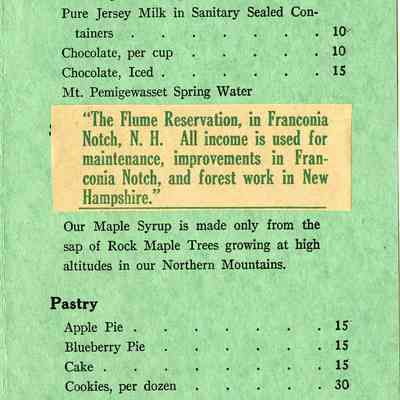 Pure Jersey Milk in Sanitary Sealed Con-
tainers . . . . . . 10
Chocolate, per cup . . . . . 10
Chocolate, Iced . . . . . . 15
Mt. Pemigewasset Spring Water
"The Flume Reservation, in Franconia
Notch, N. H. All income is used for
maintenance, improvements in Fran-
conia Notch, and forest work in New
Hampshire."
Our Maple Syrup is made only from the
sap of Rock Maple Trees growing at high
altitudes in our Northern Mountains.
Pastry
Apple Pie . . . . . . . 15
Blueberry Pie . . . . . . 15
Cake . . . . . . . . 15
Cookies, per dozen . . . . . 30